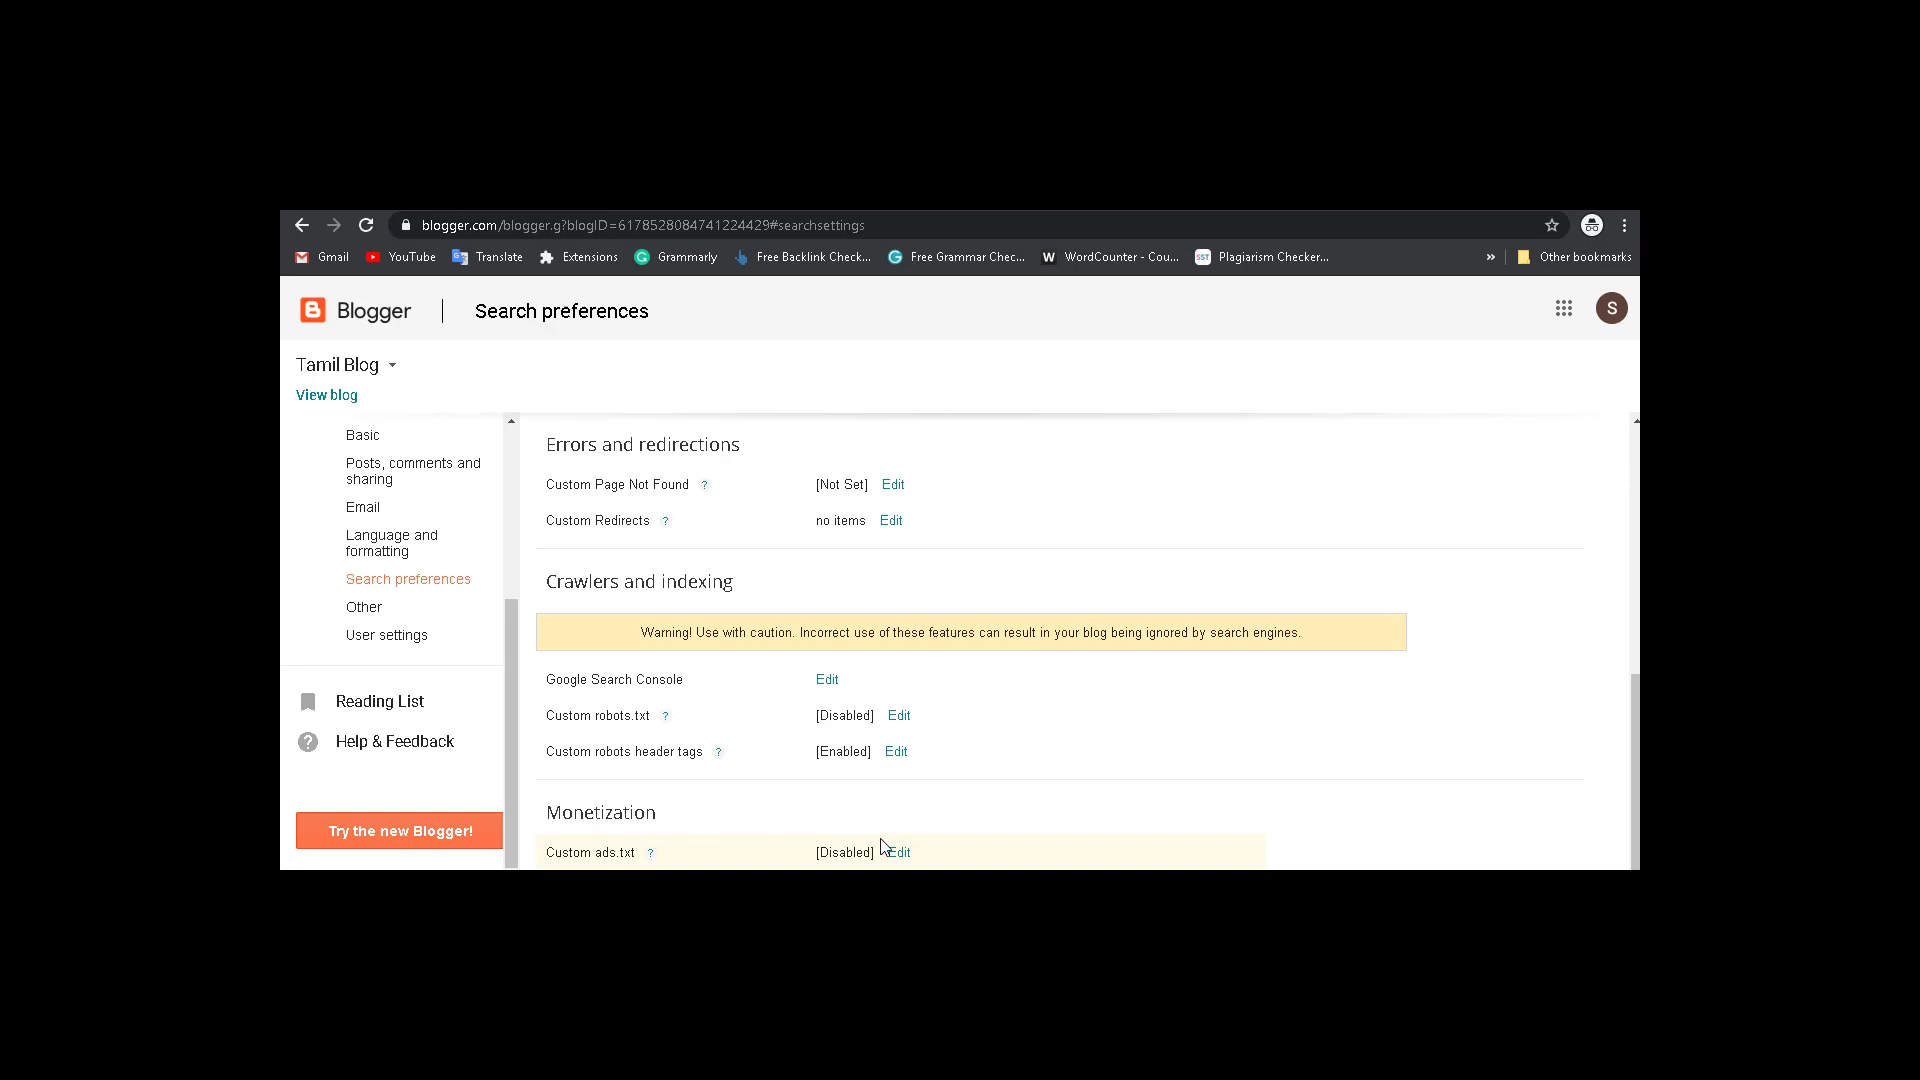 blogger.com/blogger.g?blogID=6178528084741224429#searchsettings
Gmail YouTube Translate Extensions Grammarly Free Backlink Check... Free Grammar Chec... W WordCounter - Cou... SST Plagiarism Checker... » Other bookmarks
Blogger Search preferences S
Tamil Blog
View blog
Basic
Posts, comments and
sharing
Email
Language and
formatting
Search preferences
Other
User settings
Reading List
? Help & Feedback
Try the new Blogger!
Errors and redirections
Custom Page Not Found ? [Not Set] Edit
Custom Redirects ? no items Edit
Crawlers and indexing
Warning! Use with caution. Incorrect use of these features can result in your blog being ignored by search engines.
Google Search Console Edit
Custom robots.txt ? [Disabled] Edit
Custom robots header tags ? [Enabled] Edit
Monetization
Custom ads.txt ? [Disabled] Edit